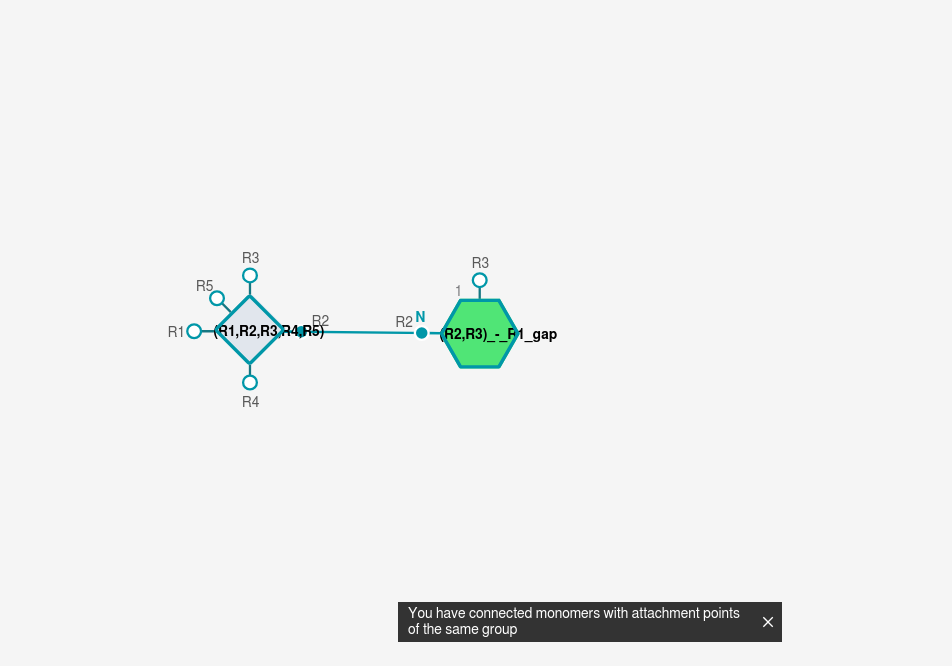 R3
R5
R1
(R1,R2,R3,R4,R5)
R2
R4
R2
N
R3
1
(R2,R3)_-_R1_gap
You have connected monomers with attachment points
of the same group